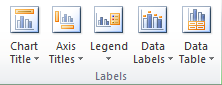 Chart Axis Legend Data Data
Title Titles Labels Table
Labels